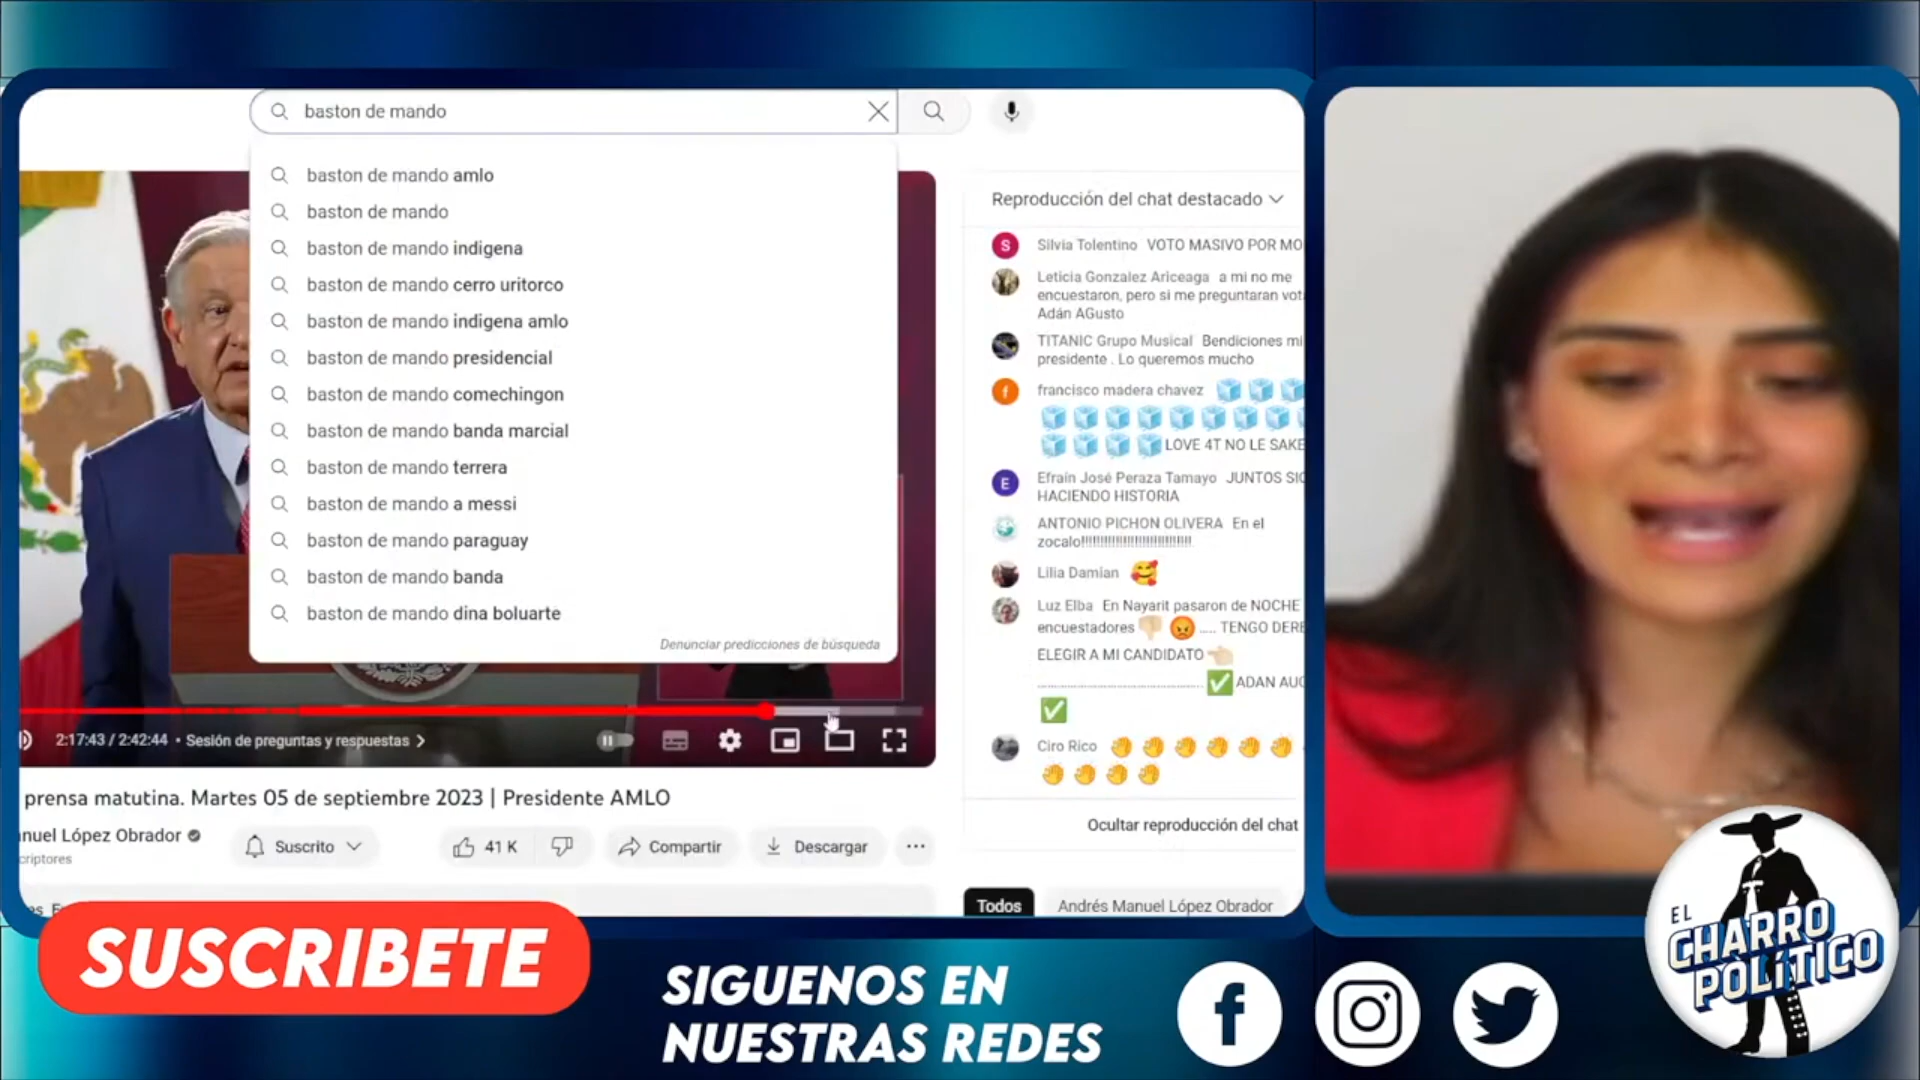 baston de mando
baston de mando amlo
baston de mando
baston de mando indigena
baston de mando cerro uritorco
baston de mando indigena amlo
baston de mando presidencial
baston de mando comechingon
baston de mando banda marcial
baston de mando terrera
baston de mando a messi
baston de mando paraguay
baston de mando banda
baston de mando dina boluarte
Denunciar predicciones de búsqueda
2:17:43 / 2:42:44 • Sesión de preguntas y respuestas
prensa matutina. Martes 05 de septiembre 2023 | Presidente AMLO
nuel López Obrador
criptores
Suscrito
41 K
Compartir
Descargar
Reproducción del chat destacado
S
Silvia Tolentino VOTO MASIVO POR MO
Leticia Gonzalez Ariceaga a mi no me
encuestaron, pero si me preguntaran vot
Adán AGusto
TITANIC Grupo Musical Bendiciones mi
presidente . Lo queremos mucho
f
francisco madera chavez
LOVE 4T NO LE SAKE
E
Efraín José Peraza Tamayo JUNTOS SIG
HACIENDO HISTORIA
ANTONIO PICHON OLIVERA En el
zocalo!!!!!!!!!!!!!!!!!!!!!!!!!!!!
Lilia Damian
Luz Elba En Nayarit pasaron de NOCHE
encuestadores ..... TENGO DERE
ELEGIR A MI CANDIDATO
ADAN AUG
Ciro Rico
Ocultar reproducción del chat
Todos
Andrés Manuel López Obrador
SUSCRIBETE
SIGUENOS EN
NUESTRAS REDES
EL
CHARRO
POLÍTICO